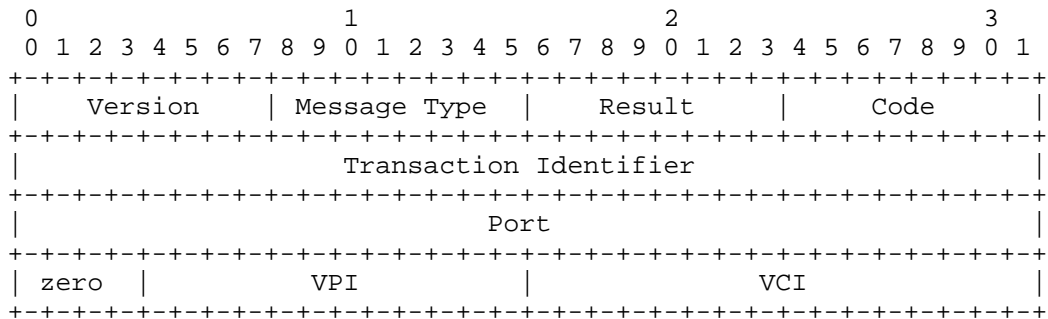 0                   1                   2                   3
 0 1 2 3 4 5 6 7 8 9 0 1 2 3 4 5 6 7 8 9 0 1 2 3 4 5 6 7 8 9 0 1
+-+-+-+-+-+-+-+-+-+-+-+-+-+-+-+-+-+-+-+-+-+-+-+-+-+-+-+-+-+-+-+-+
|    Version    | Message Type  |    Result     |     Code      |
+-+-+-+-+-+-+-+-+-+-+-+-+-+-+-+-+-+-+-+-+-+-+-+-+-+-+-+-+-+-+-+-+
|                    Transaction Identifier                     |
+-+-+-+-+-+-+-+-+-+-+-+-+-+-+-+-+-+-+-+-+-+-+-+-+-+-+-+-+-+-+-+-+
|                             Port                              |
+-+-+-+-+-+-+-+-+-+-+-+-+-+-+-+-+-+-+-+-+-+-+-+-+-+-+-+-+-+-+-+-+
| zero  |          VPI          |              VCI              |
+-+-+-+-+-+-+-+-+-+-+-+-+-+-+-+-+-+-+-+-+-+-+-+-+-+-+-+-+-+-+-+-+